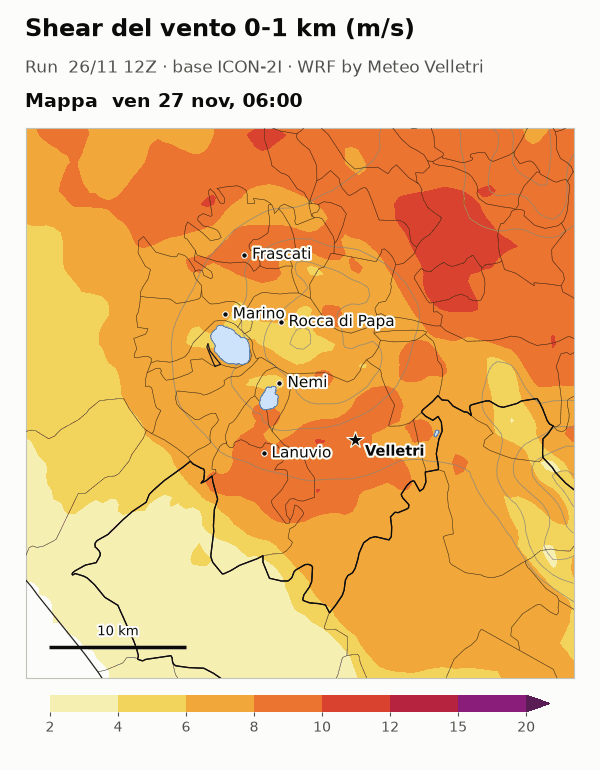 Shear del vento 0-1 km (m/s)
Run 26/11 12Z · base ICON-2I · WRF by Meteo Velletri
Mappa ven 27 nov, 06:00
Frascati
Marino
Rocca di Papa
Nemi
Velletri
Lanuvio
10 km
2 4 6 8 10 12 15 20